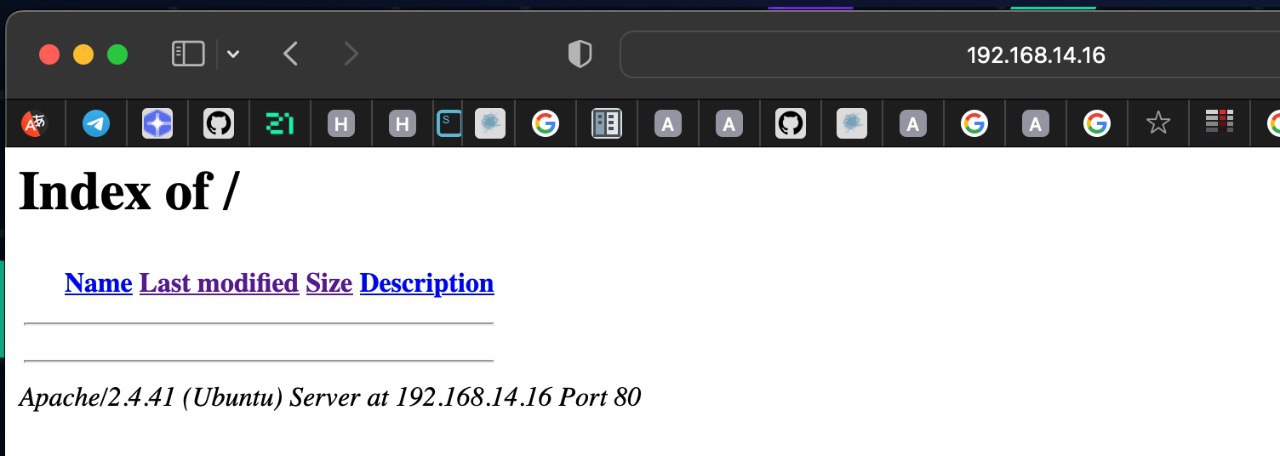 192.168.14.16
S
21
H
H
A
A
A
A
Index of /
Name Last modified Size Description
Apache/2.4.41 (Ubuntu) Server at 192.168.14.16 Port 80